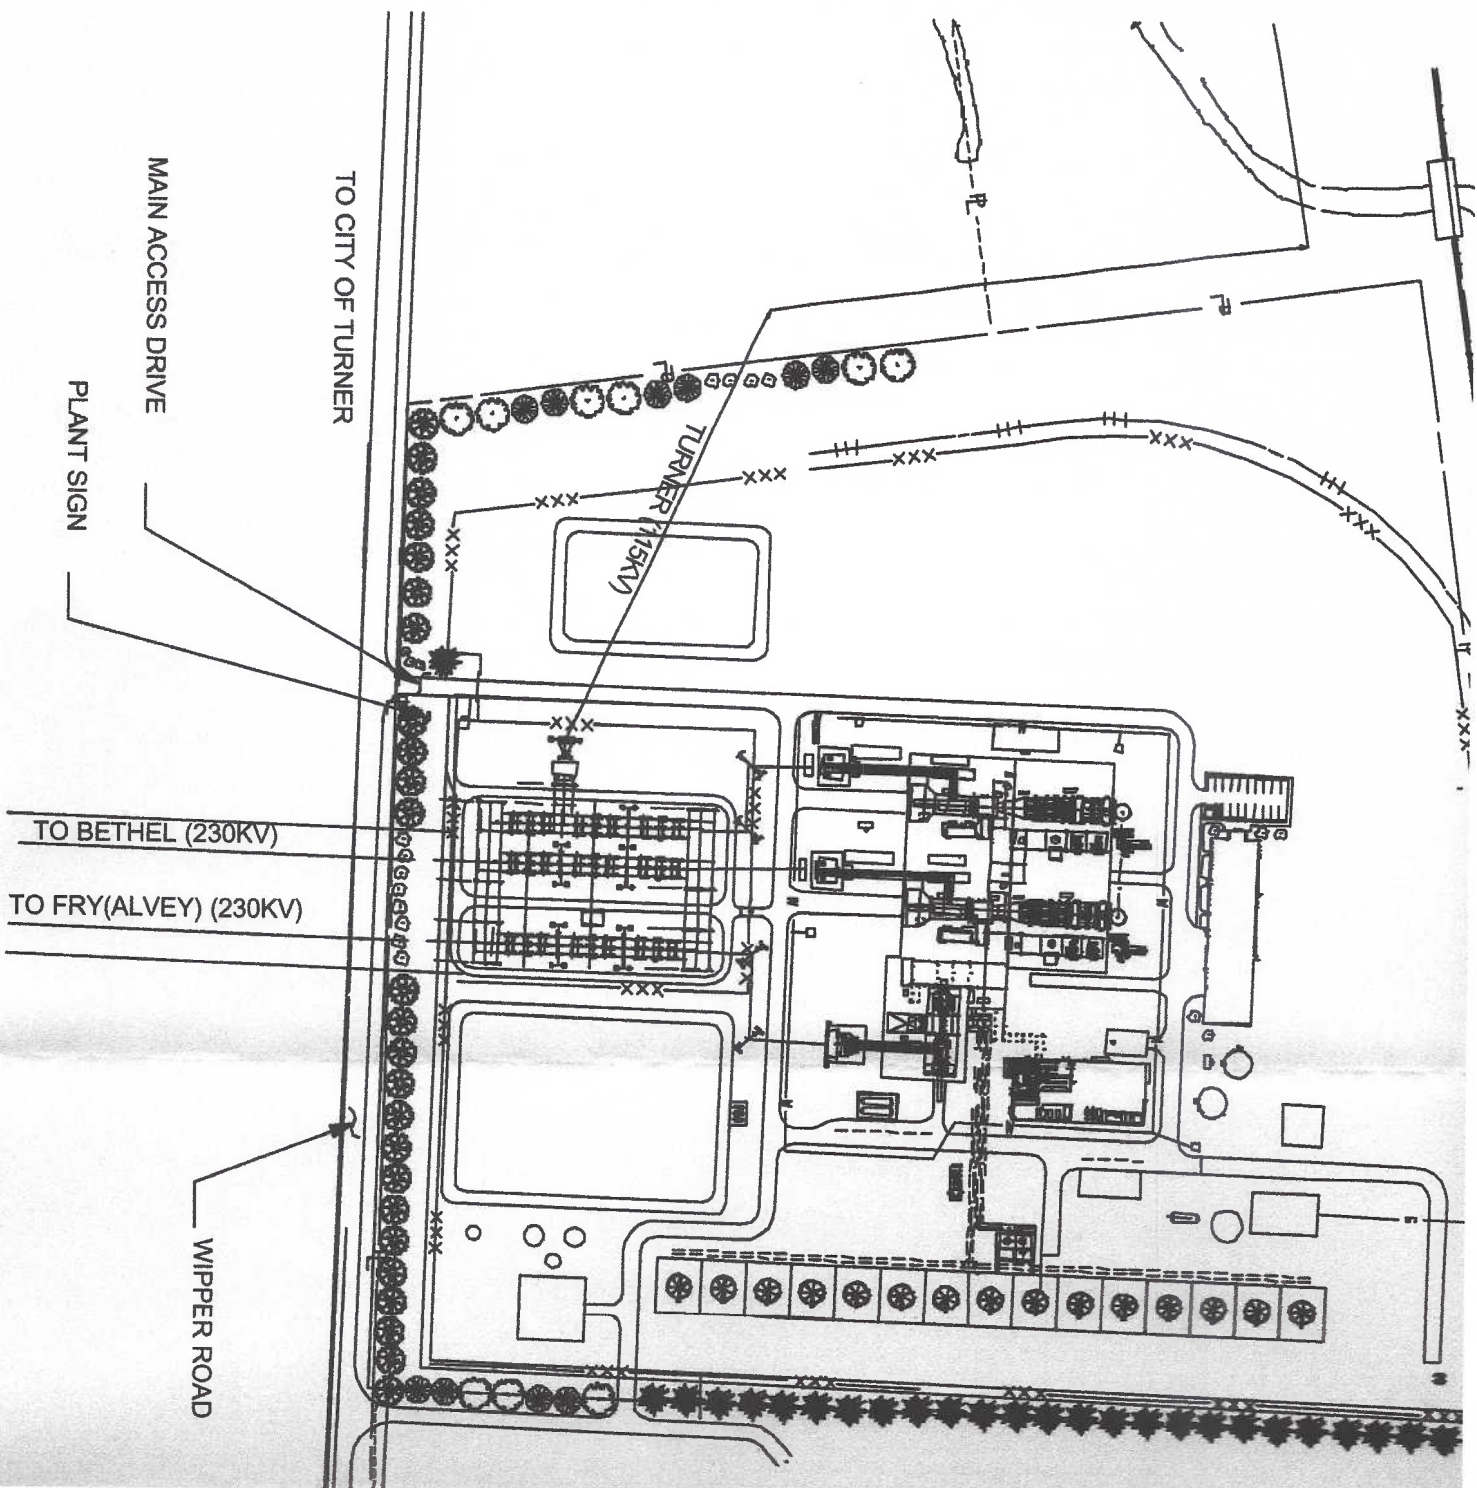 TO CITY OF TURNER
MAIN ACCESS DRIVE
PLANT SIGN
TURNER (115KV)
TO BETHEL (230KV)
TO FRY(ALVEY) (230KV)
WIPPER ROAD